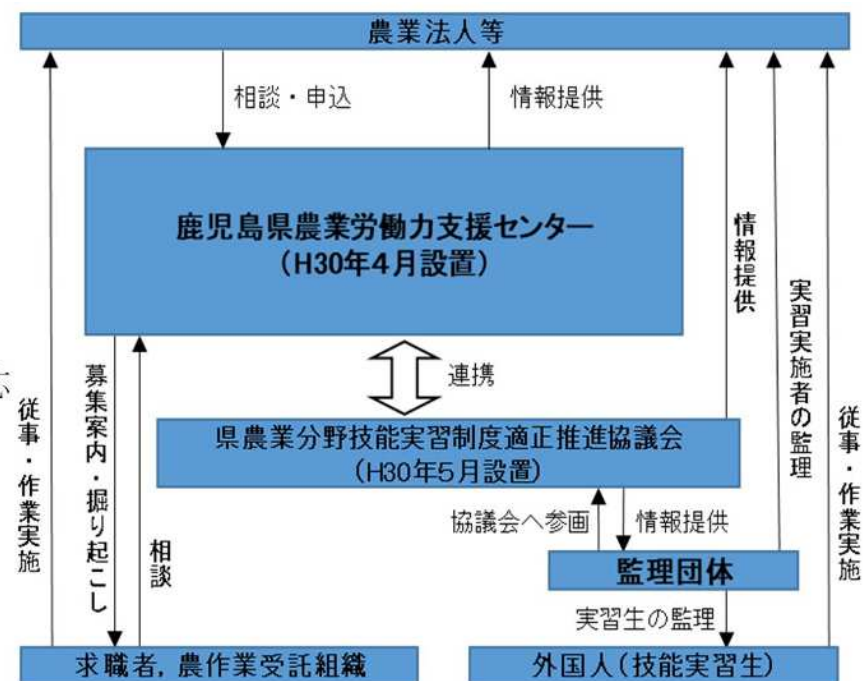 農業法人等
相談・申込
情報提供
鹿児島県農業労働力支援センター
（H30年４月設置）
情報提供
実習実施者の監理
従事・作業実施
募集案内・掘り起こし
相談
連携
県農業分野技能実習制度適正推進協議会
（H30年５月設置）
従事・作業実施
協議会へ参画
情報提供
監理団体
実習生の監理
求職者，農作業受託組織
外国人（技能実習生）